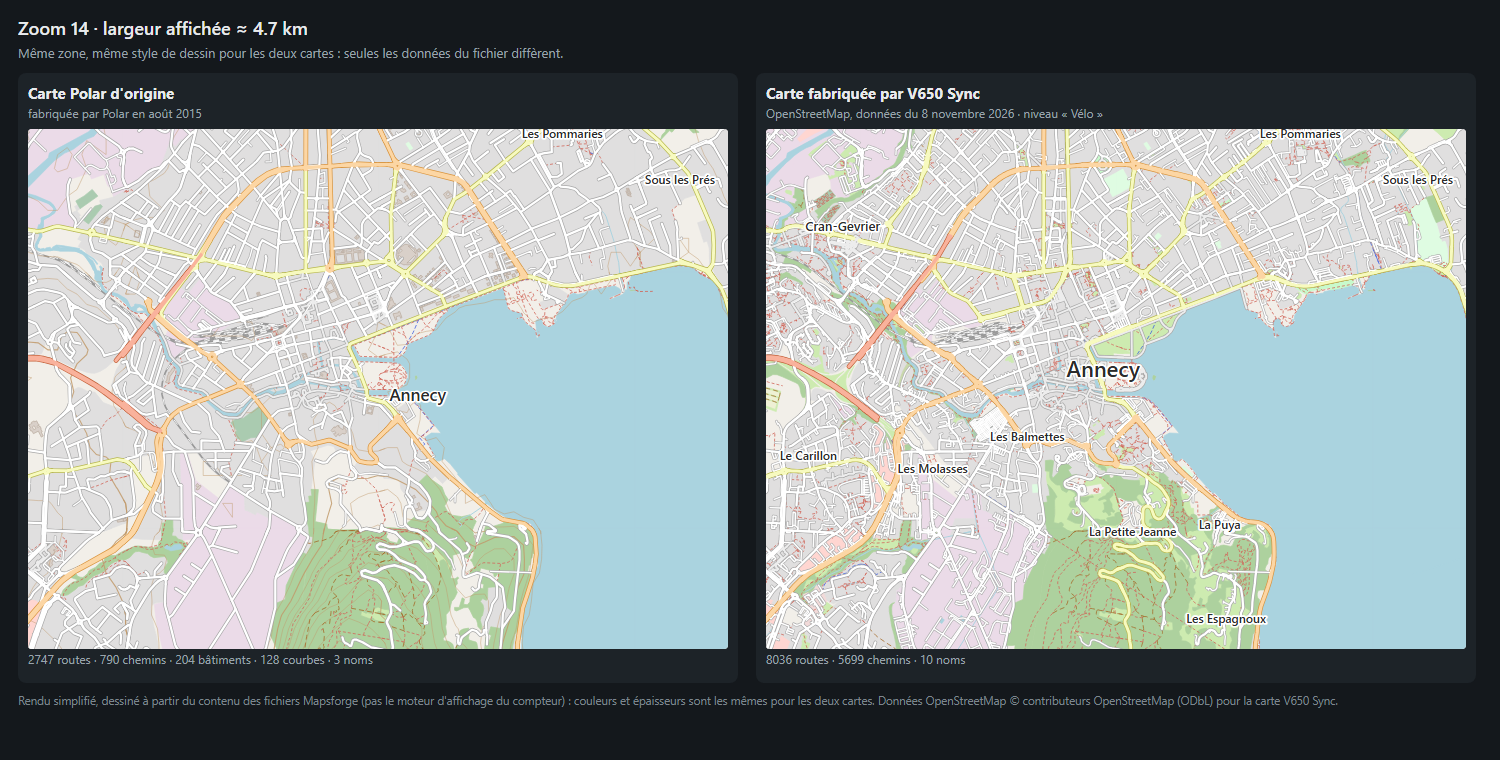 Zoom 14 · largeur affichée ≈ 4.7 km
Même zone, même style de dessin pour les deux cartes : seules les données du fichier diffèrent.
Carte Polar d'origine
fabriquée par Polar en août 2015
Les Pommaries
Sous les Prés
Annecy
2747 routes · 790 chemins · 204 bâtiments · 128 courbes · 3 noms
Carte fabriquée par V650 Sync
OpenStreetMap, données du 8 novembre 2026 · niveau « Vélo »
Les Pommaries
Sous les Prés
Cran-Gevrier
Annecy
Les Balmettes
Le Carillon
Les Molasses
La Puya
La Petite Jeanne
Les Espagnoux
8036 routes · 5699 chemins · 10 noms
Rendu simplifié, dessiné à partir du contenu des fichiers Mapsforge (pas le moteur d'affichage du compteur) : couleurs et épaisseurs sont les mêmes pour les deux cartes. Données OpenStreetMap © contributeurs OpenStreetMap (ODbL) pour la carte V650 Sync.